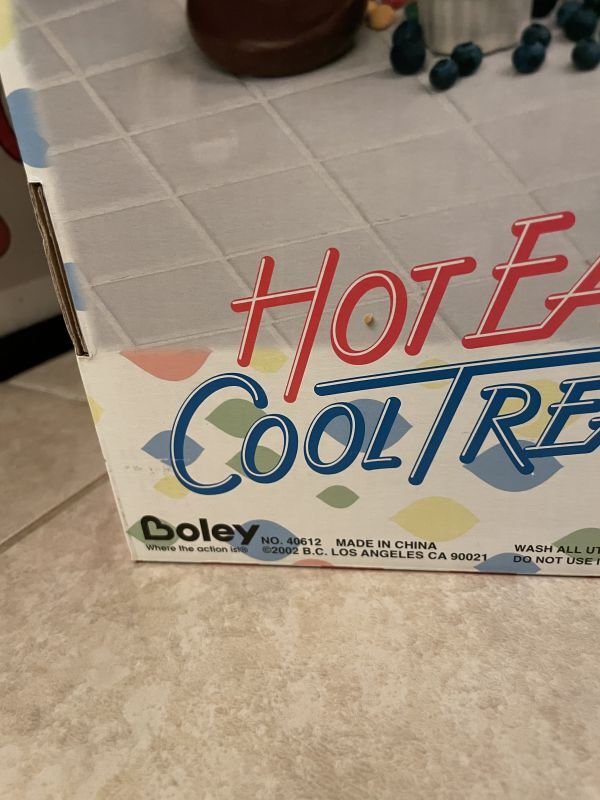 HOT EA
COOL TRE
Boley
Where the action is!®
NO. 40612 MADE IN CHINA
©2002 B.C. LOS ANGELES CA 90021
WASH ALL UT
DO NOT USE